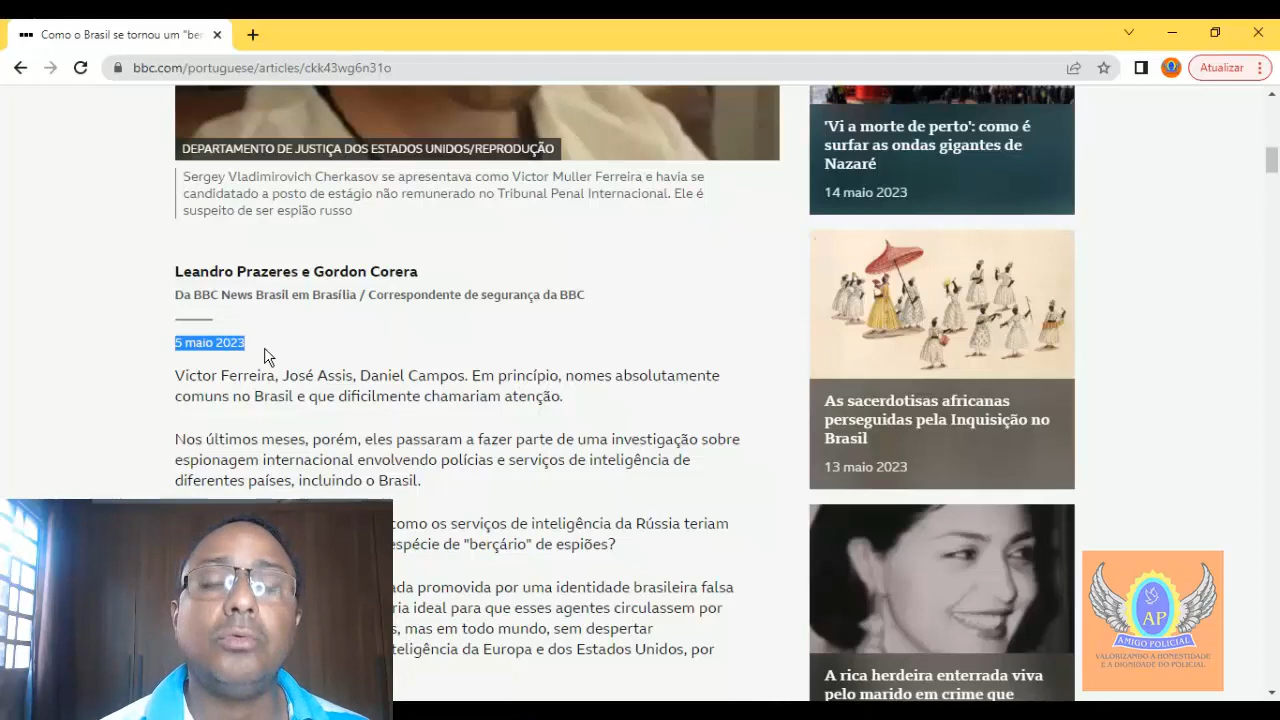 Como o Brasil se tornou um "ber
bbc.com/portuguese/articles/ckk43wg6n31o
Atualizar
DEPARTAMENTO DE JUSTIÇA DOS ESTADOS UNIDOS/REPRODUÇÃO
Sergey Vladimirovich Cherkasov se apresentava como Victor Muller Ferreira e havia se
candidatado a posto de estágio não remunerado no Tribunal Penal Internacional. Ele é
suspeito de ser espião russo
Leandro Prazeres e Gordon Corera
Da BBC News Brasil em Brasília / Correspondente de segurança da BBC
5 maio 2023
Victor Ferreira, José Assis, Daniel Campos. Em princípio, nomes absolutamente
comuns no Brasil e que dificilmente chamariam atenção.
Nos últimos meses, porém, eles passaram a fazer parte de uma investigação sobre
espionagem internacional envolvendo polícias e serviços de inteligência de
diferentes países, incluindo o Brasil.
como os serviços de inteligência da Rússia teriam
espécie de "berçário" de espiões?
ada promovida por uma identidade brasileira falsa
ria ideal para que esses agentes circulassem por
s, mas em todo mundo, sem despertar
teligência da Europa e dos Estados Unidos, por
'Vi a morte de perto': como é
surfar as ondas gigantes de
Nazaré
14 maio 2023
As sacerdotisas africanas
perseguidas pela Inquisição no
Brasil
13 maio 2023
A rica herdeira enterrada viva
pelo marido em crime que
AP
AMIGO POLICIAL
VALORIZANDO A HONESTIDADE
E A DIGNIDADE DO POLICIAL